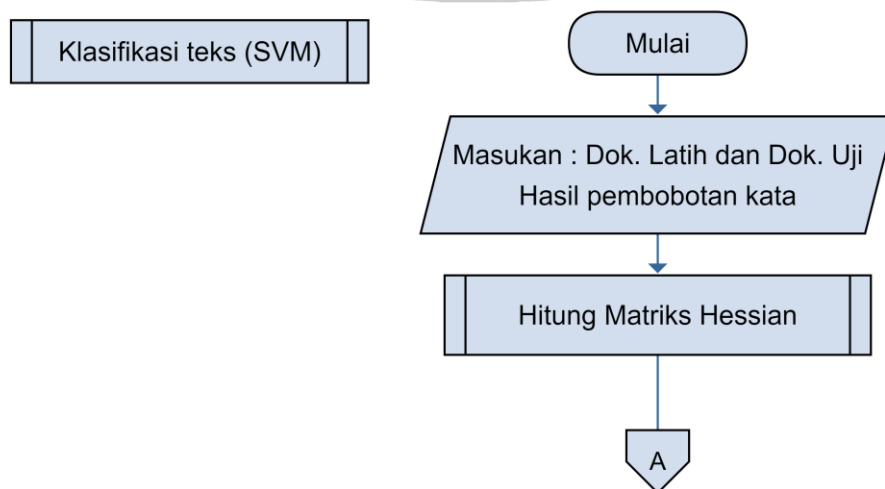 Klasifikasi teks (SVM)
Mulai
Masukan : Dok. Latih dan Dok. Uji
Hasil pembobotan kata
Hitung Matriks Hessian
A